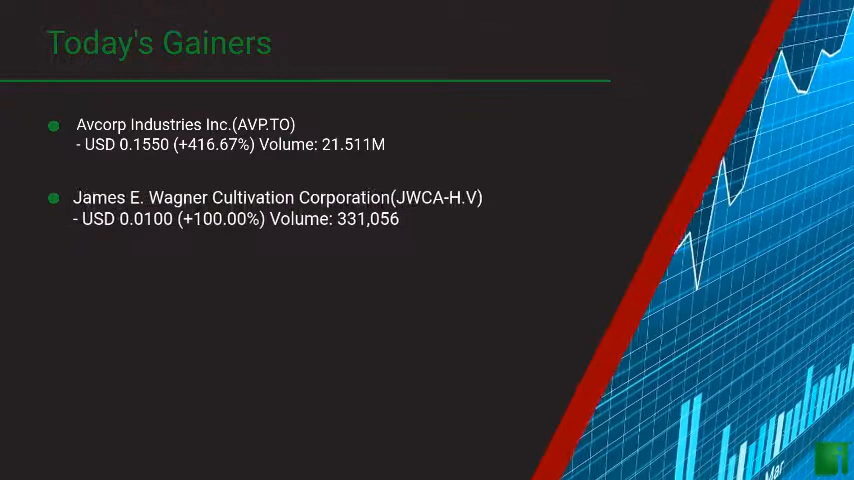 Today's Gainers
Avcorp Industries Inc.(AVP.TO)
- USD 0.1550 (+416.67%) Volume: 21.511M
James E. Wagner Cultivation Corporation(JWCA-H.V)
- USD 0.0100 (+100.00%) Volume: 331,056
Mar